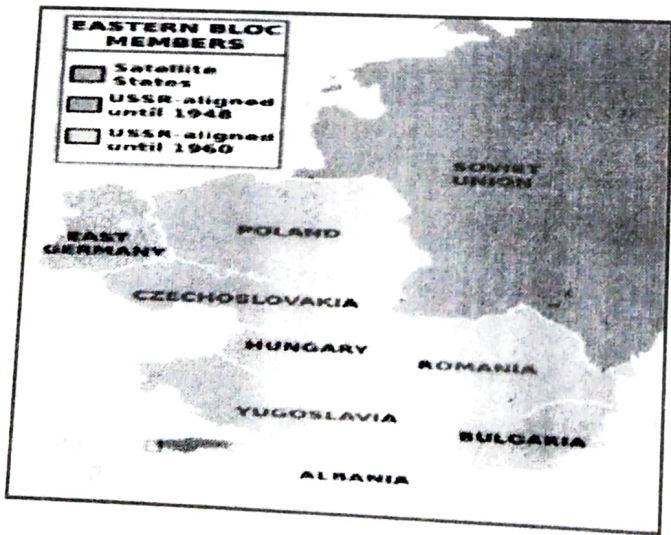 EASTERN BLOC
MEMBERS
Satellite
States
USSR-aligned
until 1948
USSR-aligned
until 1960
SOVIET
UNION
POLAND
EAST
GERMANY
CZECHOSLOVAKIA
HUNGARY
ROMANIA
YUGOSLAVIA
BULGARIA
ALBANIA